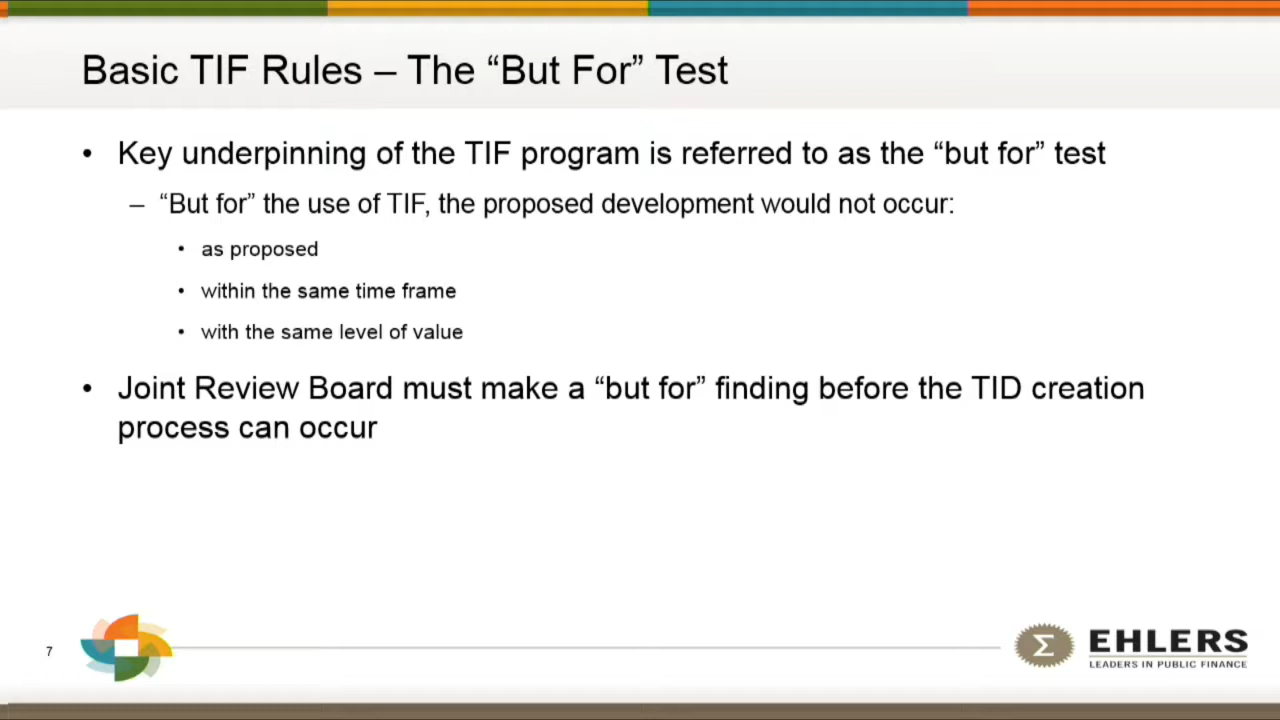 Basic TIF Rules – The “But For” Test
• Key underpinning of the TIF program is referred to as the “but for” test
– “But for” the use of TIF, the proposed development would not occur:
• as proposed
• within the same time frame
• with the same level of value
• Joint Review Board must make a “but for” finding before the TID creation
process can occur
7
Σ
EHLERS
LEADERS IN PUBLIC FINANCE